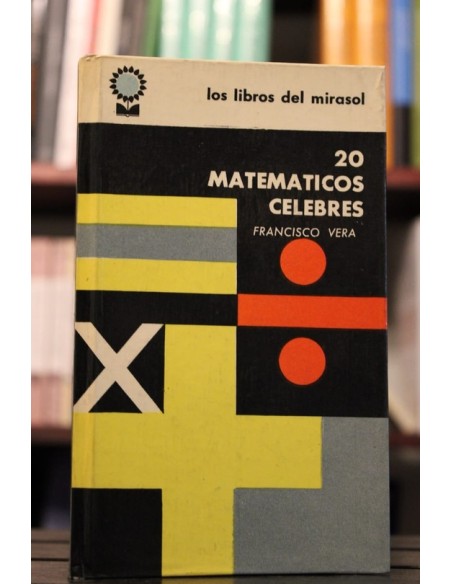 los libros del mirasol
20
MATEMATICOS
CELEBRES
FRANCISCO VERA